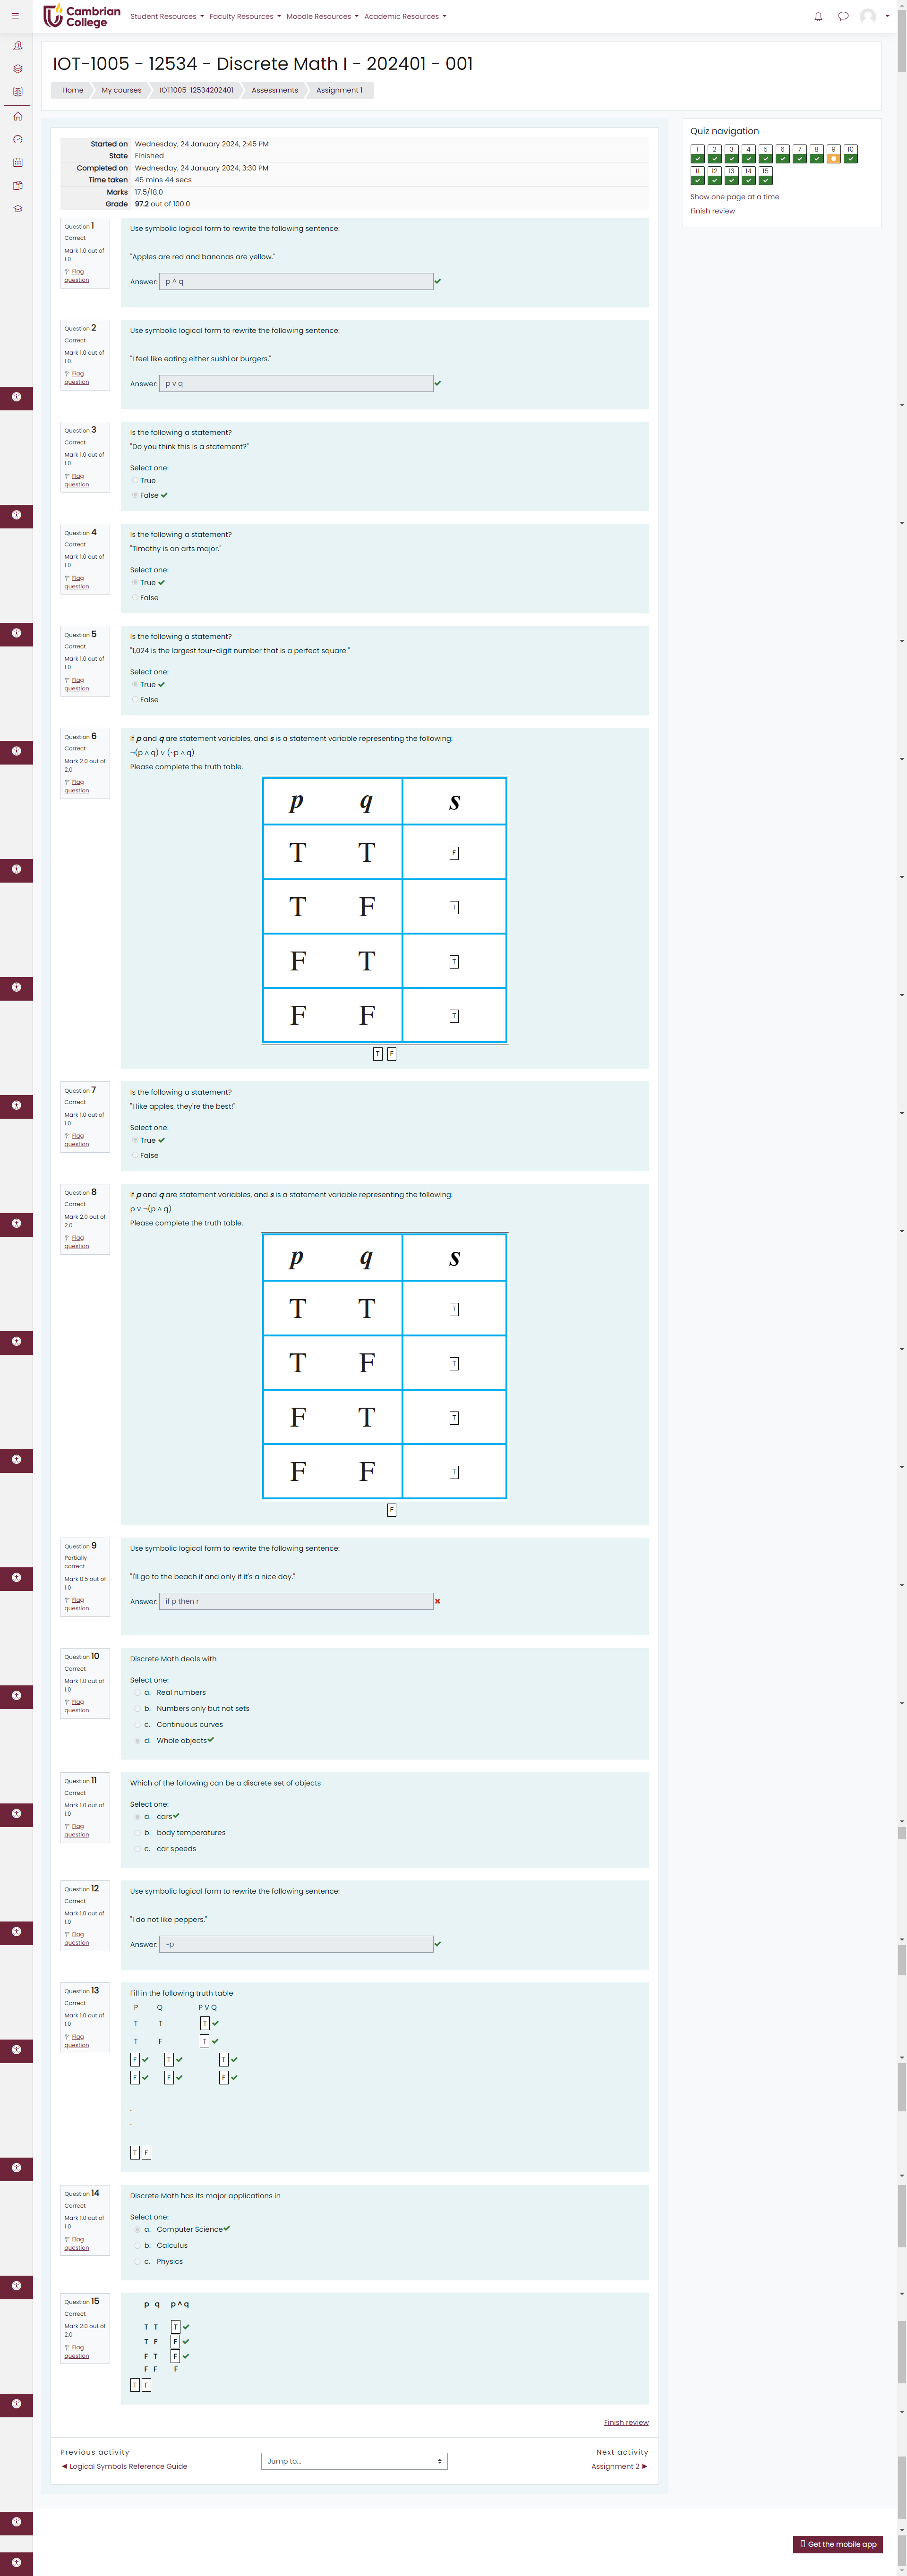 Cambrian
College
Student Resources Faculty Resources Moodle Resources Academic Resources
IOT-1005 - 12534 - Discrete Math I - 202401 - 001
Home My courses IOT1005-12534202401 Assessments Assignment 1
Quiz navigation
1 2 3 4 5 6 7 8 9 10
11 12 13 14 15
Show one page at a time
Finish review
Started on Wednesday, 24 January 2024, 2:45 PM
State Finished
Completed on Wednesday, 24 January 2024, 3:30 PM
Time taken 45 mins 44 secs
Marks 17.5/18.0
Grade 97.2 out of 100.0
Question 1
Correct
Mark 1.0 out of
1.0
Flag
question
Use symbolic logical form to rewrite the following sentence:
"Apples are red and bananas are yellow."
Answer: p ^ q
Question 2
Correct
Mark 1.0 out of
1.0
Flag
question
Use symbolic logical form to rewrite the following sentence:
"I feel like eating either sushi or burgers."
Answer: p v q
Question 3
Correct
Mark 1.0 out of
1.0
Flag
question
Is the following a statement?
"Do you think this is a statement?"
Select one:
True
False
Question 4
Correct
Mark 1.0 out of
1.0
Flag
question
Is the following a statement?
"Timothy is an arts major."
Select one:
True
False
Question 5
Correct
Mark 1.0 out of
1.0
Flag
question
Is the following a statement?
"1,024 is the largest four-digit number that is a perfect square."
Select one:
True
False
Question 6
Correct
Mark 2.0 out of
2.0
Flag
question
If p and q are statement variables, and s is a statement variable representing the following:
¬(p ∧ q) ∨ (¬p ∧ q)
Please complete the truth table.
p q s
T T F
T F T
F T T
F F T
T F
Question 7
Correct
Mark 1.0 out of
1.0
Flag
question
Is the following a statement?
"I like apples, they're the best!"
Select one:
True
False
Question 8
Correct
Mark 2.0 out of
2.0
Flag
question
If p and q are statement variables, and s is a statement variable representing the following:
p ∨ ¬(p ∧ q)
Please complete the truth table.
p q s
T T T
T F T
F T T
F F T
F
Question 9
Partially
correct
Mark 0.5 out of
1.0
Flag
question
Use symbolic logical form to rewrite the following sentence:
"I'll go to the beach if and only if it's a nice day."
Answer: if p then r
Question 10
Correct
Mark 1.0 out of
1.0
Flag
question
Discrete Math deals with
Select one:
a. Real numbers
b. Numbers only but not sets
c. Continuous curves
d. Whole objects
Question 11
Correct
Mark 1.0 out of
1.0
Flag
question
Which of the following can be a discrete set of objects
Select one:
a. cars
b. body temperatures
c. car speeds
Question 12
Correct
Mark 1.0 out of
1.0
Flag
question
Use symbolic logical form to rewrite the following sentence:
"I do not like peppers."
Answer: ~p
Question 13
Correct
Mark 1.0 out of
1.0
Flag
question
Fill in the following truth table
P Q P V Q
T T T
T F T
F T T
F F F
.
.
T F
Question 14
Correct
Mark 1.0 out of
1.0
Flag
question
Discrete Math has its major applications in
Select one:
a. Computer Science
b. Calculus
c. Physics
Question 15
Correct
Mark 2.0 out of
2.0
Flag
question
p q p ^ q
T T T
T F F
F T F
F F F
T F
Finish review
Previous activity
◄ Logical Symbols Reference Guide
Jump to...
Next activity
Assignment 2 ►
Get the mobile app